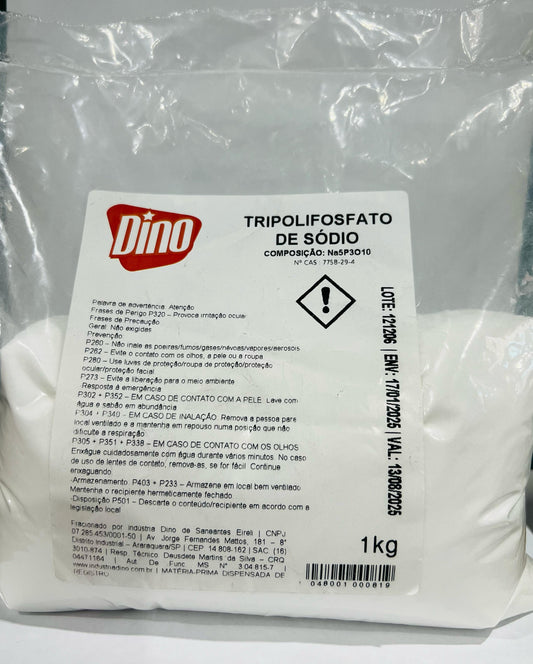 Dino
TRIPOLIFOSFATO
DE SÓDIO
COMPOSIÇÃO: Na5P3O10
Nº CAS : 7758-29-4
Palavra de advertência: Atenção
Frases de Perigo P320 – Provoca irritação ocular
Frases de Precaução
Geral: Não exigidas
Prevenção:
P260 – Não inale as poeiras/fumos/gases/névoas/vapores/aerosois
P262 – Evite o contato com os olhos, a pele ou a roupa
P280 – Use luvas de proteção/roupa de proteção/proteção
ocular/proteção facial
P273 – Evite a liberação para o meio ambiente
·Resposta à emergência:
P302 + P352 – EM CASO DE CONTATO COM A PELE: Lave com
água e sabão em abundância
P304 + P340 – EM CASO DE INALAÇÃO: Remova a pessoa para
local ventilado e a mantenha em repouso numa posição que não
dificulte a respiração
P305 + P351 + P338 – EM CASO DE CONTATO COM OS OLHOS:
Enxágue cuidadosamente com água durante vários minutos. No caso
de uso de lentes de contato, remova-as, se for fácil. Continue
enxaguando.
·Armazenamento: P403 + P233 – Armazene em local bem ventilado.
Mantenha o recipiente hermeticamente fechado.
·Disposição P501 – Descarte o conteúdo/recipiente em acordo com a
legislação local
Fracionado por Indústria Dino de Saneantes Eireli | CNPJ
07.285.453/0001-50 | Av. Jorge Fernandes Mattos, 181 – 8º
Distrito Industrial – Araraquara/SP | CEP 14.808-162 | SAC. (16)
3010-874 | Resp. Técnico Deusdete Martins da Silva – CRQ
04471164 | Aut. De Func. MS Nº 3.04.815-7 |
www.industriadino.com.br | MATÉRIA-PRIMA DISPENSADA DE
REGISTRO
LOTE: 121206 | ENV: 17/01/2025 | VAL: 13/08/2025
1kg
048001 000819